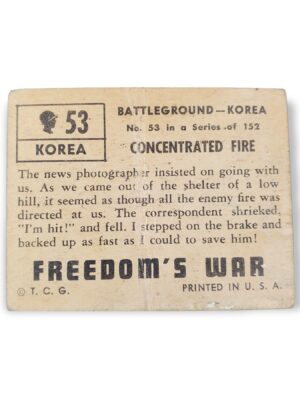 53
KOREA
BATTLEGROUND—KOREA
No. 53 in a Series of 152
CONCENTRATED FIRE
The news photographer insisted on going with
us. As we came out of the shelter of a low
hill, it seemed as though all the enemy fire was
directed at us. The correspondent shrieked,
"I'm hit!" and fell. I stepped on the brake and
backed up as fast as I could to save him!
FREEDOM'S WAR
© T. C. G.
PRINTED IN U. S. A.